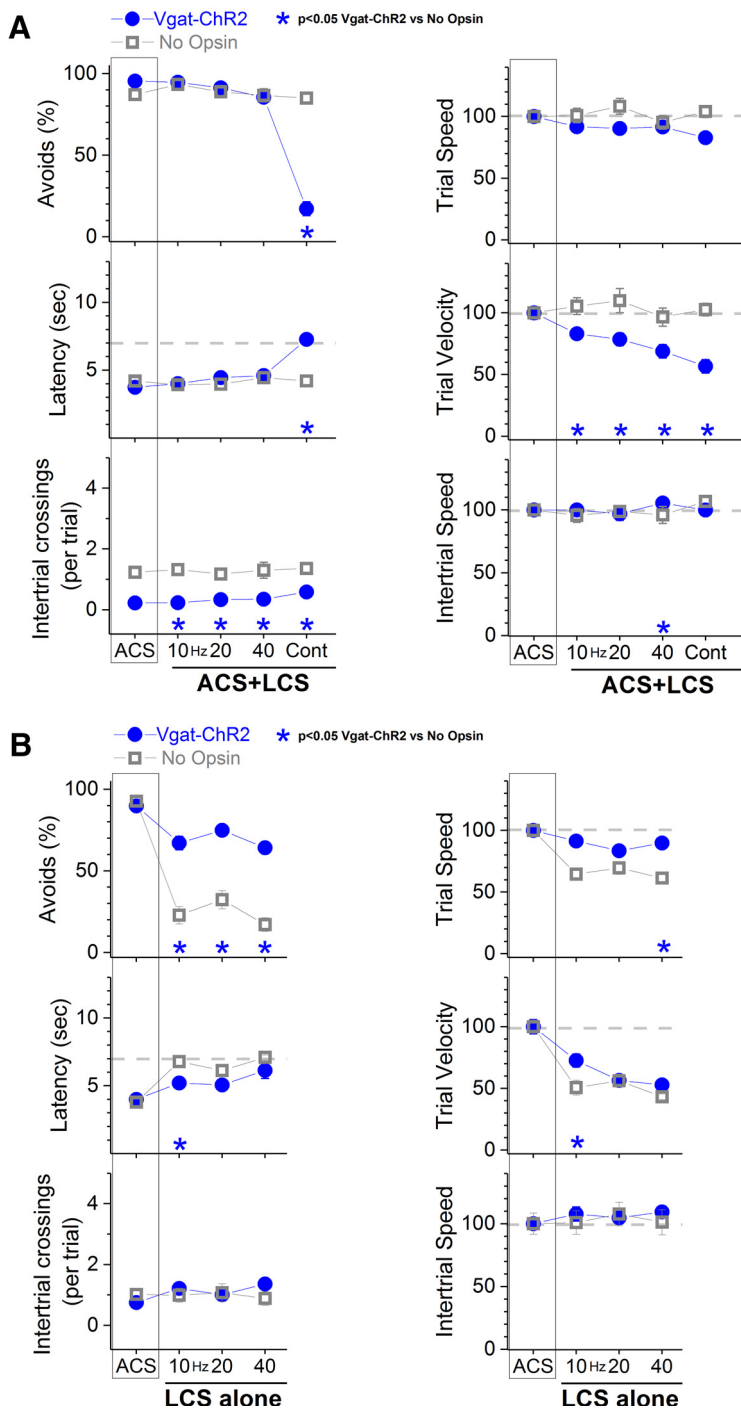 A
Vgat-ChR2
* p<0.05 Vgat-ChR2 vs No Opsin
No Opsin
Avoids (%)
100
50
0
Latency (sec)
10
5
Intertrial crossings
(per trial)
4
2
0
ACS
10 Hz 20 40 Cont
ACS+LCS
Trial Speed
100
50
0
Trial Velocity
100
50
0
Intertrial Speed
100
50
0
ACS
10 Hz 20 40 Cont
ACS+LCS
B
Vgat-ChR2
* p<0.05 Vgat-ChR2 vs No Opsin
No Opsin
Avoids (%)
100
50
0
Latency (sec)
10
5
Intertrial crossings
(per trial)
4
2
0
ACS
10 Hz 20 40
LCS alone
Trial Speed
100
50
0
Trial Velocity
100
50
0
Intertrial Speed
100
50
0
ACS
10 Hz 20 40
LCS alone